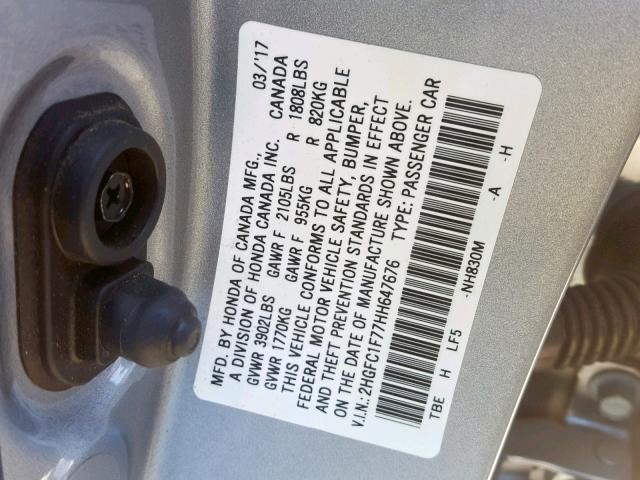 MFD. BY HONDA OF CANADA MFG., 03/'17
A DIVISION OF HONDA CANADA INC. CANADA
GVWR 3902LBS GAWR F 2105LBS R 1808LBS
GVWR 1770KG GAWR F 955KG R 820KG
THIS VEHICLE CONFORMS TO ALL APPLICABLE
FEDERAL MOTOR VEHICLE SAFETY, BUMPER,
AND THEFT PREVENTION STANDARDS IN EFFECT
ON THE DATE OF MANUFACTURE SHOWN ABOVE.
V.I.N.: 2HGFC1F77HH647676 TYPE: PASSENGER CAR
TBE H LF5 -NH830M -A -H